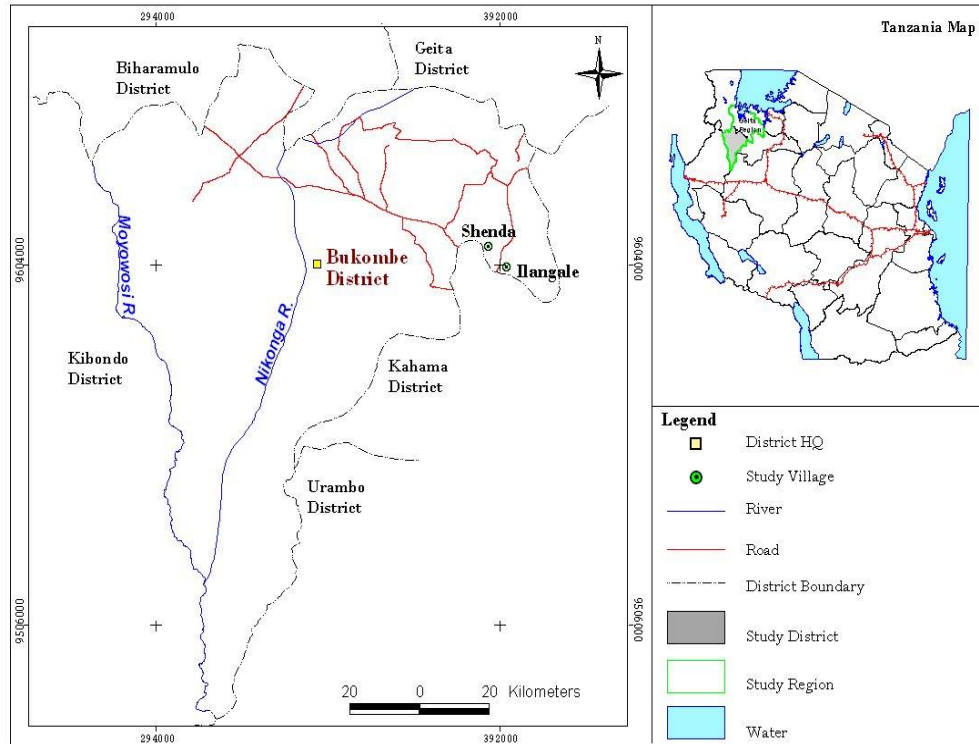 294000
392000
Tanzania Map
Geita
District
N
Biharamulo
District
Geita
Region
Shenda
Ilangale
Bukombe
District
9604000
9604000
Moyowosi R.
Nikonga R.
Kibondo
District
Kahama
District
Urambo
District
9506000
9506000
20 0 20 Kilometers
294000
392000
Legend
District HQ
Study Village
River
Road
District Boundary
Study District
Study Region
Water